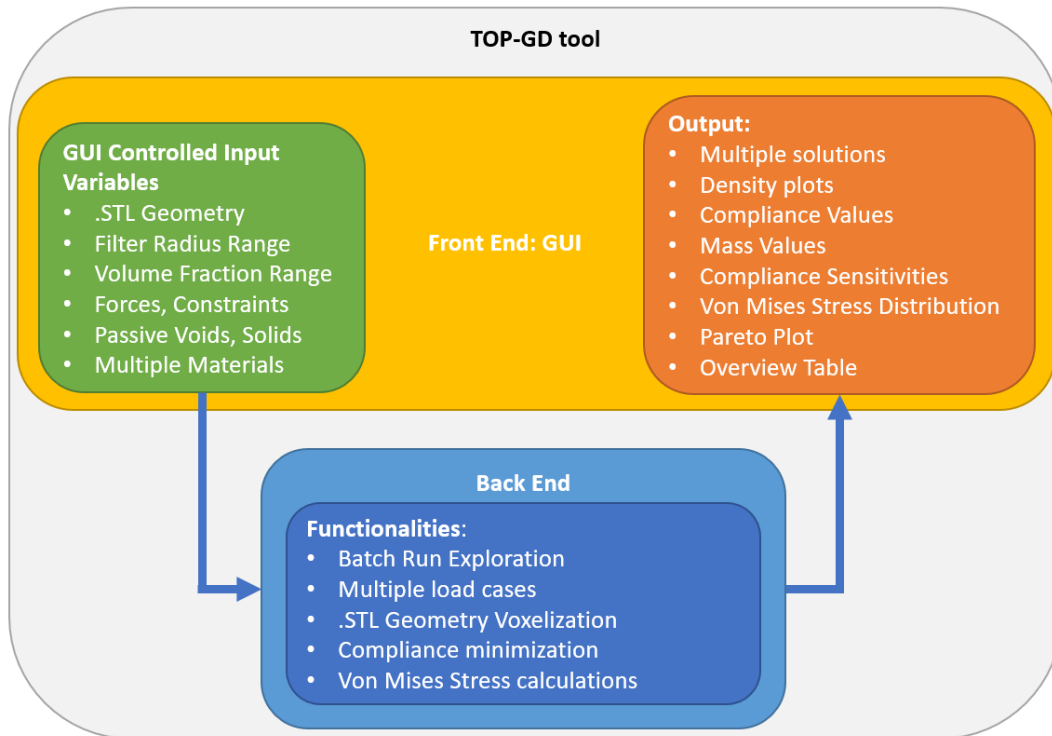 TOP-GD tool
GUI Controlled Input
Variables
• .STL Geometry
• Filter Radius Range
• Volume Fraction Range
• Forces, Constraints
• Passive Voids, Solids
• Multiple Materials
Front End: GUI
Output:
• Multiple solutions
• Density plots
• Compliance Values
• Mass Values
• Compliance Sensitivities
• Von Mises Stress Distribution
• Pareto Plot
• Overview Table
Back End
Functionalities:
• Batch Run Exploration
• Multiple load cases
• .STL Geometry Voxelization
• Compliance minimization
• Von Mises Stress calculations